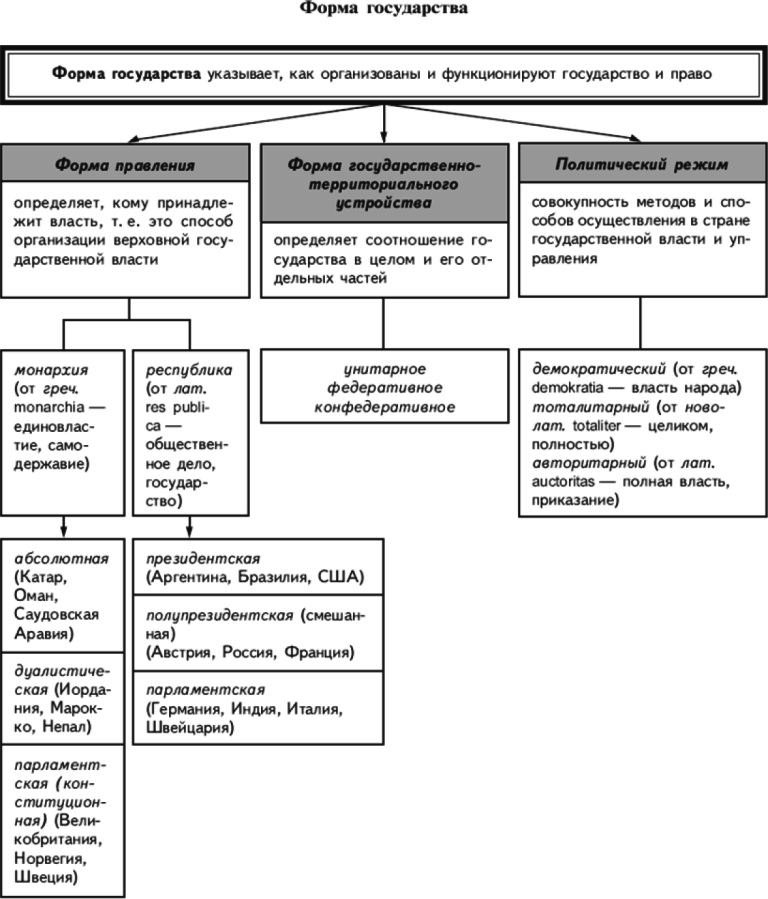 Форма государства
Форма государства указывает, как организованы и функционируют государство и право
Форма правления
определяет, кому принадле-
жит власть, т. е. это способ
организации верховной госу-
дарственной власти
Форма государственно-
территориального
устройства
определяет соотношение го-
сударства в целом и его от-
дельных частей
Политический режим
совокупность методов и спо-
собов осуществления в стране
государственной власти и уп-
равления
монархия
(от греч.
monarchia —
единовлас-
тие, само-
державие)
республика
(от лат.
res publi-
ca —
обществен-
ное дело,
государ-
ство)
унитарное
федеративное
конфедеративное
демократический (от греч.
demokratia — власть народа)
тоталитарный (от ново-
лат. totaliter — целиком,
полностью)
авторитарный (от лат.
auctoritas — полная власть,
приказание)
абсолютная
(Катар,
Оман,
Саудовская
Аравия)
дуалистиче-
ская (Иорда-
ния, Марок-
ко, Непал)
парламент-
ская (кон-
ституцион-
ная) (Вели-
кобритания,
Норвегия,
Швеция)
президентская
(Аргентина, Бразилия, США)
полупрезидентская (смешан-
ная)
(Австрия, Россия, Франция)
парламентская
(Германия, Индия, Италия,
Швейцария)